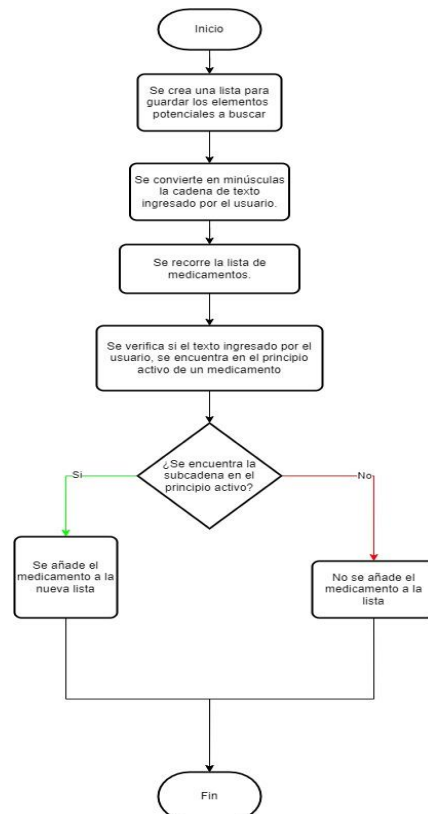 Inicio
Se crea una lista para
guardar los elementos
potenciales a buscar
Se convierte en minúsculas
la cadena de texto
ingresado por el usuario.
Se recorre la lista de
medicamentos.
Se verifica si el texto ingresado por el
usuario, se encuentra en el principio
activo de un medicamento
¿Se encuentra la
subcadena en el
principio activo?
Si
No
Se añade el
medicamento a la
nueva lista
No se añade el
medicamento a la
lista
Fin